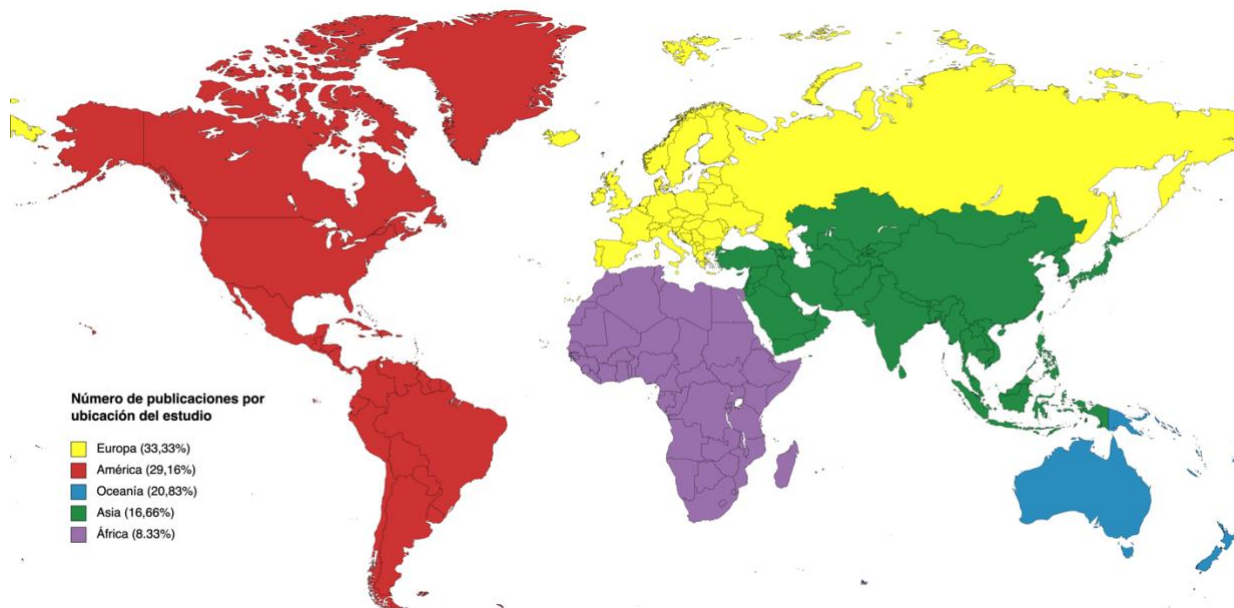 Número de publicaciones por
ubicación del estudio
Europa (33,33%)
América (29,16%)
Oceanía (20,83%)
Asia (16,66%)
África (8.33%)